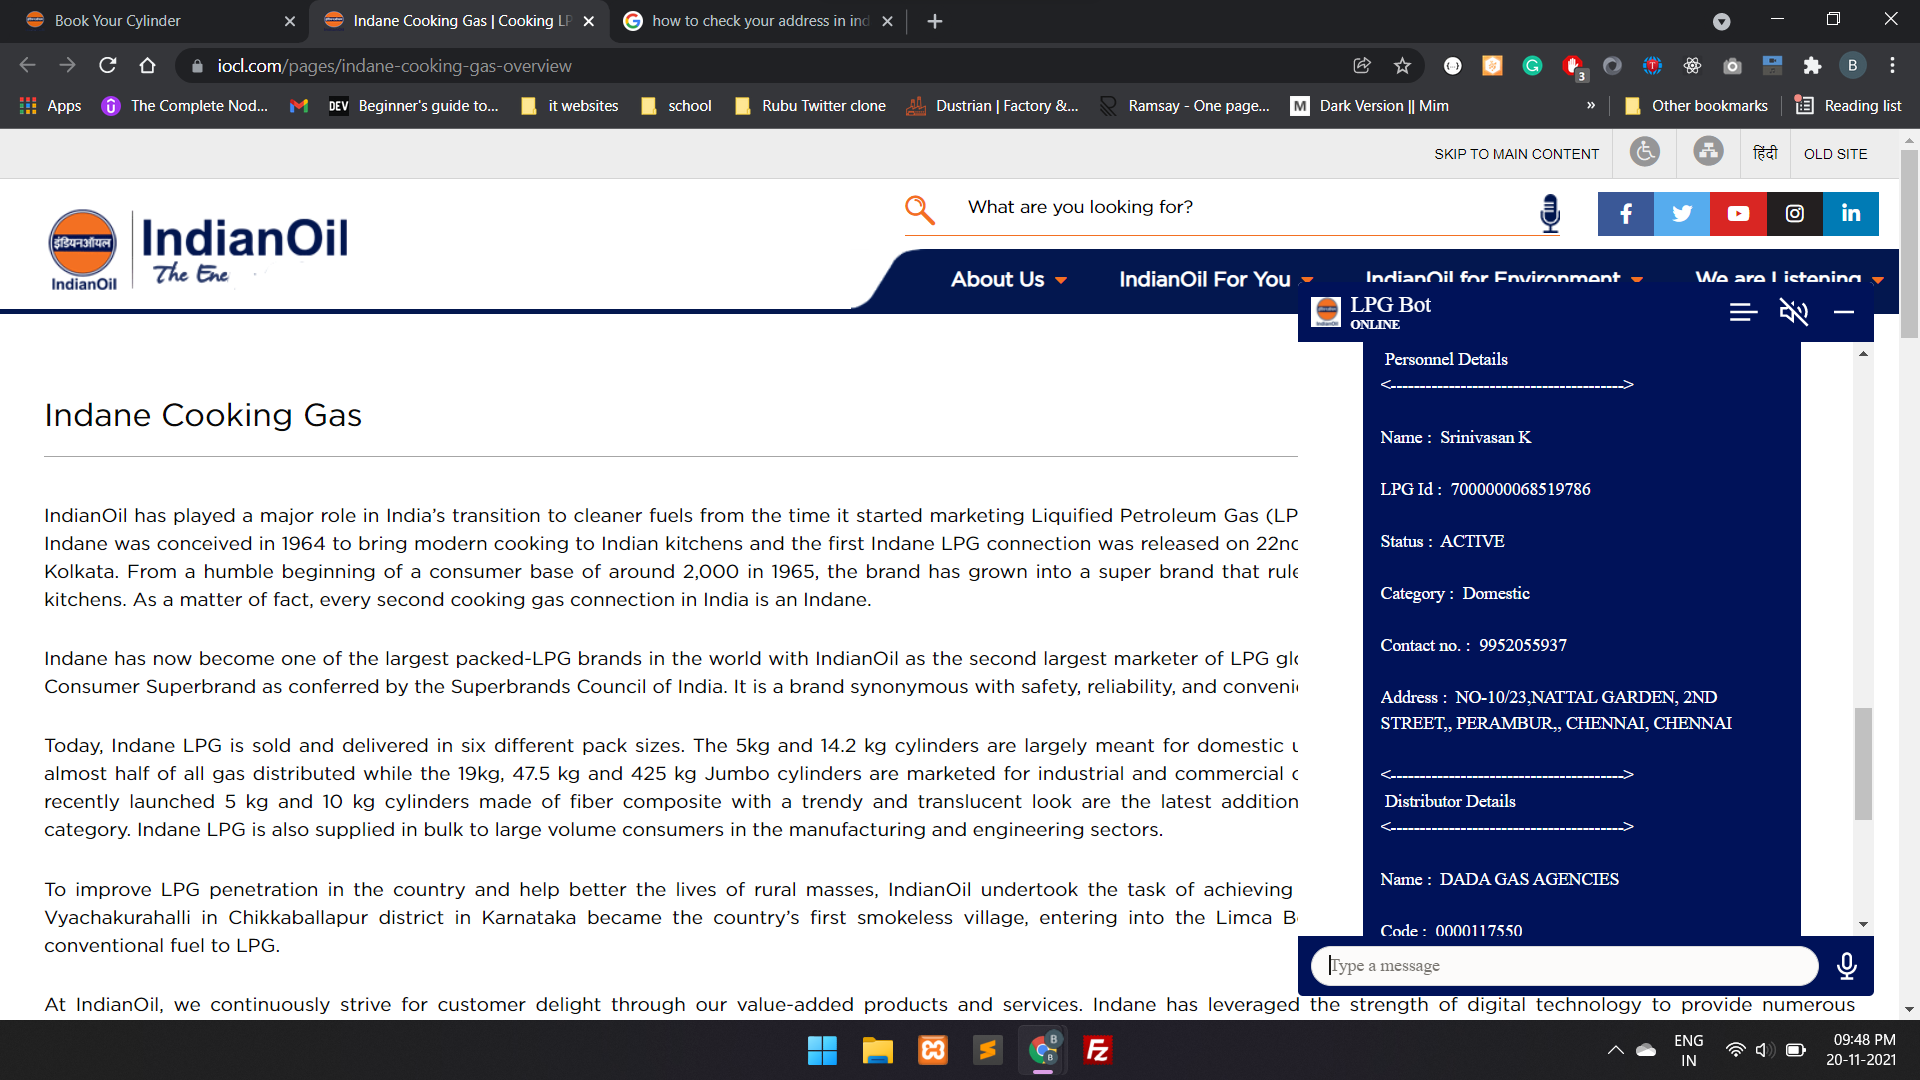 Book Your Cylinder
Indane Cooking Gas | Cooking LP
how to check your address in ind
iocl.com/pages/indane-cooking-gas-overview
3
B
Apps
The Complete Nod...
DEV Beginner's guide to...
it websites
school
Rubu Twitter clone
Dustrian | Factory &...
Ramsay - One page...
M Dark Version || Mim
»
Other bookmarks
Reading list
SKIP TO MAIN CONTENT
हिंदी
OLD SITE
इंडियनऑयल
IndianOil
IndianOil
The Ene
What are you looking for?
About Us
IndianOil For You
IndianOil for Environment
We are Listening
LPG Bot
ONLINE
Indane Cooking Gas
IndianOil has played a major role in India’s transition to cleaner fuels from the time it started marketing Liquified Petroleum Gas (LP
Indane was conceived in 1964 to bring modern cooking to Indian kitchens and the first Indane LPG connection was released on 22nd
Kolkata. From a humble beginning of a consumer base of around 2,000 in 1965, the brand has grown into a super brand that rule
kitchens. As a matter of fact, every second cooking gas connection in India is an Indane.
Indane has now become one of the largest packed-LPG brands in the world with IndianOil as the second largest marketer of LPG glo
Consumer Superbrand as conferred by the Superbrands Council of India. It is a brand synonymous with safety, reliability, and conveni
Today, Indane LPG is sold and delivered in six different pack sizes. The 5kg and 14.2 kg cylinders are largely meant for domestic u
almost half of all gas distributed while the 19kg, 47.5 kg and 425 kg Jumbo cylinders are marketed for industrial and commercial c
recently launched 5 kg and 10 kg cylinders made of fiber composite with a trendy and translucent look are the latest addition
category. Indane LPG is also supplied in bulk to large volume consumers in the manufacturing and engineering sectors.
To improve LPG penetration in the country and help better the lives of rural masses, IndianOil undertook the task of achieving
Vyachakurahalli in Chikkaballapur district in Karnataka became the country’s first smokeless village, entering into the Limca B
conventional fuel to LPG.
At IndianOil, we continuously strive for customer delight through our value-added products and services. Indane has leveraged the strength of digital technology to provide numerous
Personnel Details
<----------------------------------------->
Name : Srinivasan K
LPG Id : 7000000068519786
Status : ACTIVE
Category : Domestic
Contact no. : 9952055937
Address : NO-10/23,NATTAL GARDEN, 2ND
STREET,, PERAMBUR,, CHENNAI, CHENNAI
<----------------------------------------->
Distributor Details
<----------------------------------------->
Name : DADA GAS AGENCIES
Code : 0000117550
Type a message
ENG
IN
09:48 PM
20-11-2021